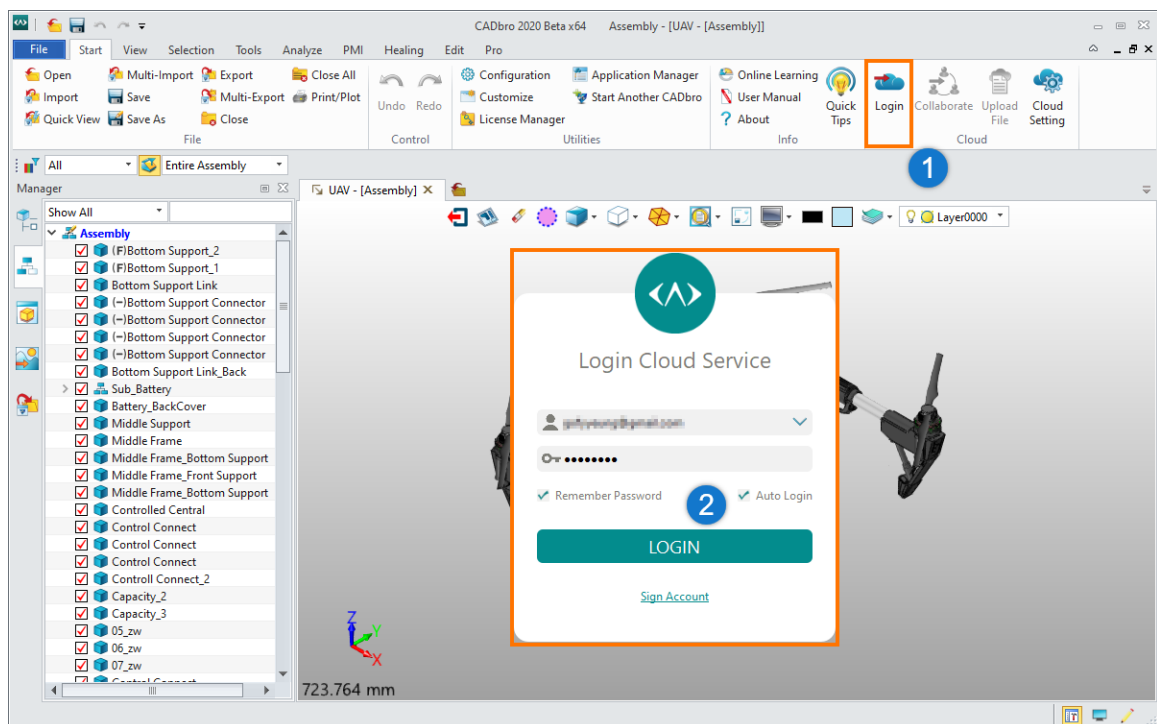 CADbro 2020 Beta x64 Assembly - [UAV - [Assembly]]
File Start View Selection Tools Analyze PMI Healing Edit Pro
Open Multi-Import Export Close All Configuration Application Manager Online Learning
Import Save Multi-Export Print/Plot Undo Redo Customize Start Another CADbro User Manual Quick Tips Login Collaborate Upload File Cloud Setting
Quick View Save As Close License Manager About
File Control Utilities Info Cloud
1
All Entire Assembly
Manager UAV - [Assembly]
Show All Layer0000
Assembly
(F)Bottom Support_2
(F)Bottom Support_1
Bottom Support Link
(-)Bottom Support Connector
(-)Bottom Support Connector
(-)Bottom Support Connector
(-)Bottom Support Connector
Bottom Support Link_Back
Sub_Battery
Battery_BackCover
Middle Support
Middle Frame
Middle Frame_Bottom Support
Middle Frame_Front Support
Middle Frame_Bottom Support
Controlled Central
Control Connect
Control Connect
Control Connect
Controll Connect_2
Capacity_2
Capacity_3
05_zw
06_zw
07_zw
Control Connect
Login Cloud Service
Remember Password Auto Login
2
LOGIN
Sign Account
Z
Y
X
723.764 mm